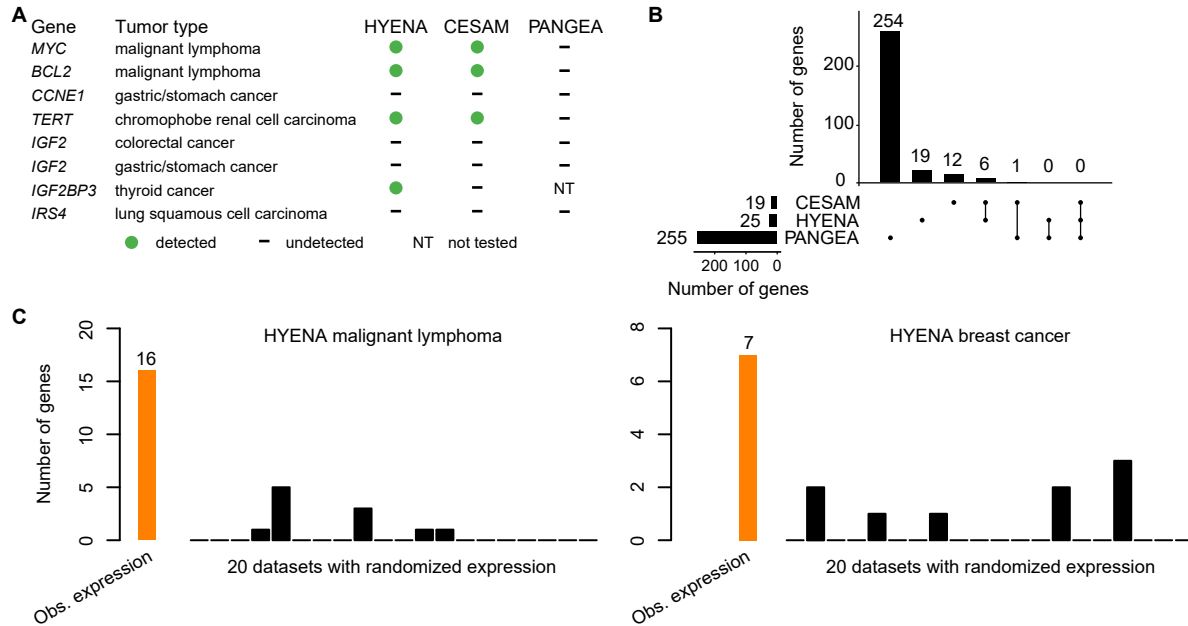 A
Gene Tumor type HYENA CESAM PANGEA
MYC malignant lymphoma –
BCL2 malignant lymphoma –
CCNE1 gastric/stomach cancer – – –
TERT chromophobe renal cell carcinoma –
IGF2 colorectal cancer – – –
IGF2 gastric/stomach cancer – – –
IGF2BP3 thyroid cancer – NT
IRS4 lung squamous cell carcinoma – – –
detected – undetected NT not tested
B
Number of genes
200
100
0
254
19
12
6
1
0
0
19 CESAM
25 HYENA
255 PANGEA
200 100 0
Number of genes
C
HYENA malignant lymphoma
Number of genes
20
15
10
5
0
16
Obs. expression
20 datasets with randomized expression
HYENA breast cancer
8
6
4
2
0
7
Obs. expression
20 datasets with randomized expression